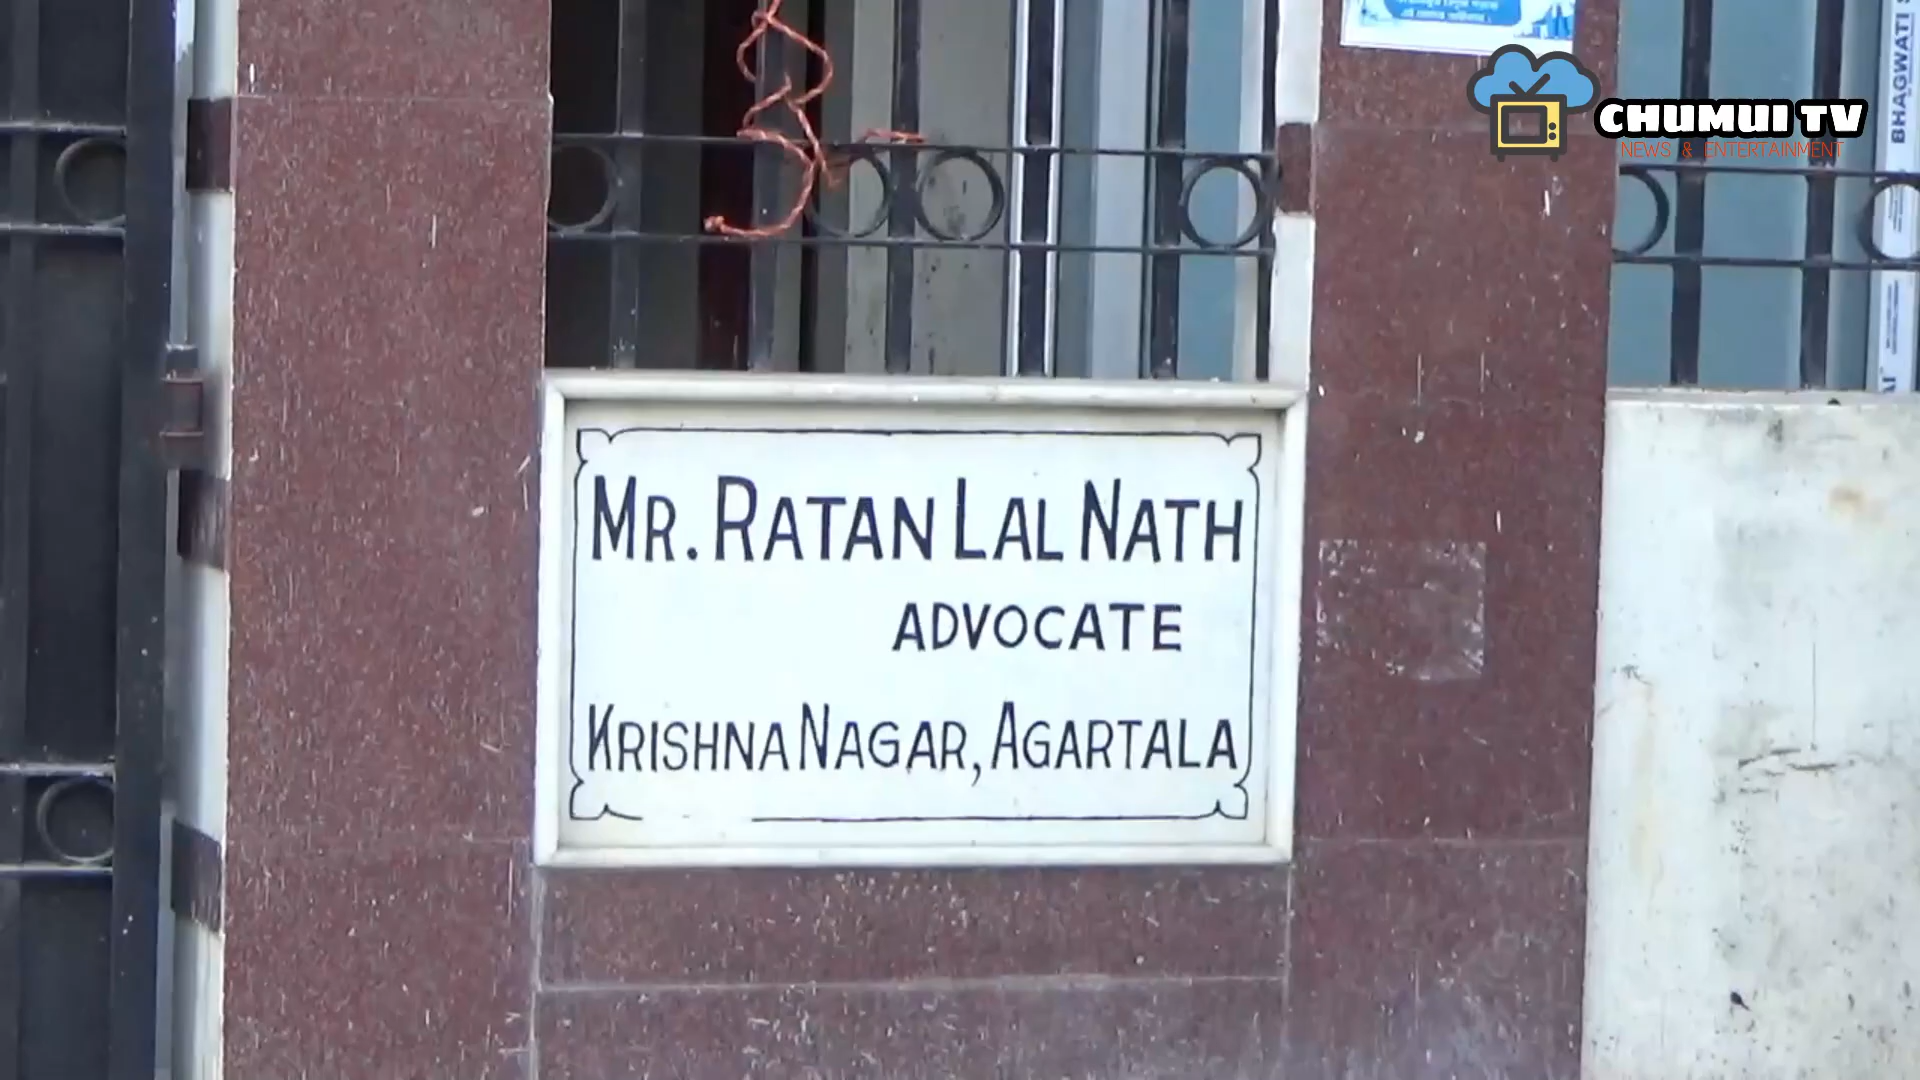 CHUMUI TV
NEWS & ENTERTAINMENT
BHAGWATI
MR. RATAN LAL NATH
ADVOCATE
KRISHNA NAGAR, AGARTALA